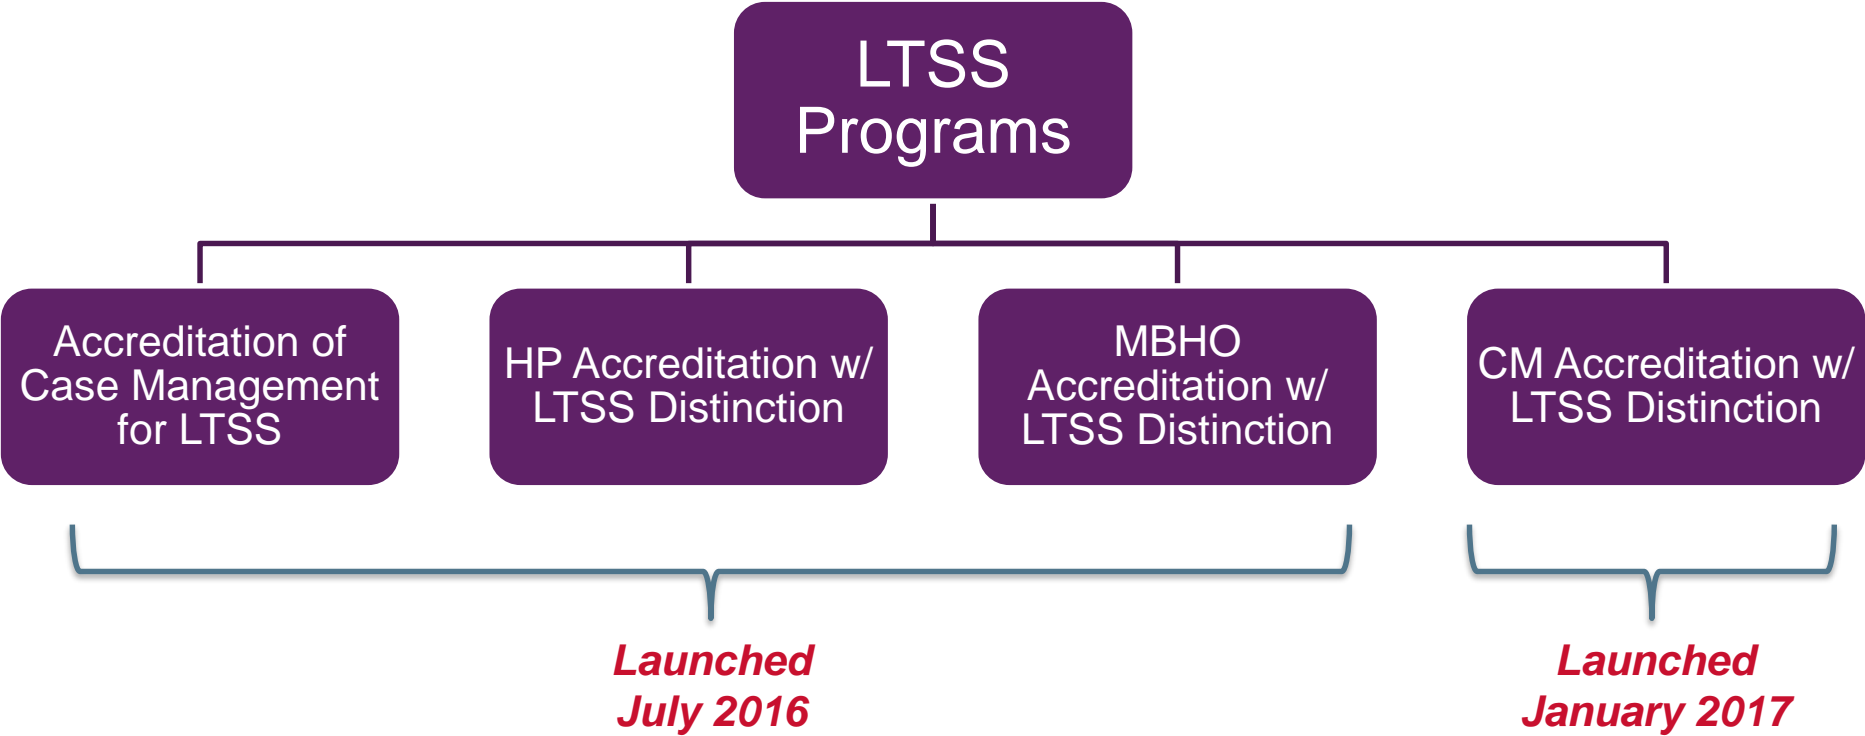 LTSS
Programs
Accreditation of
Case Management
for LTSS
HP Accreditation w/
LTSS Distinction
MBHO
Accreditation w/
LTSS Distinction
CM Accreditation w/
LTSS Distinction
Launched
July 2016
Launched
January 2017